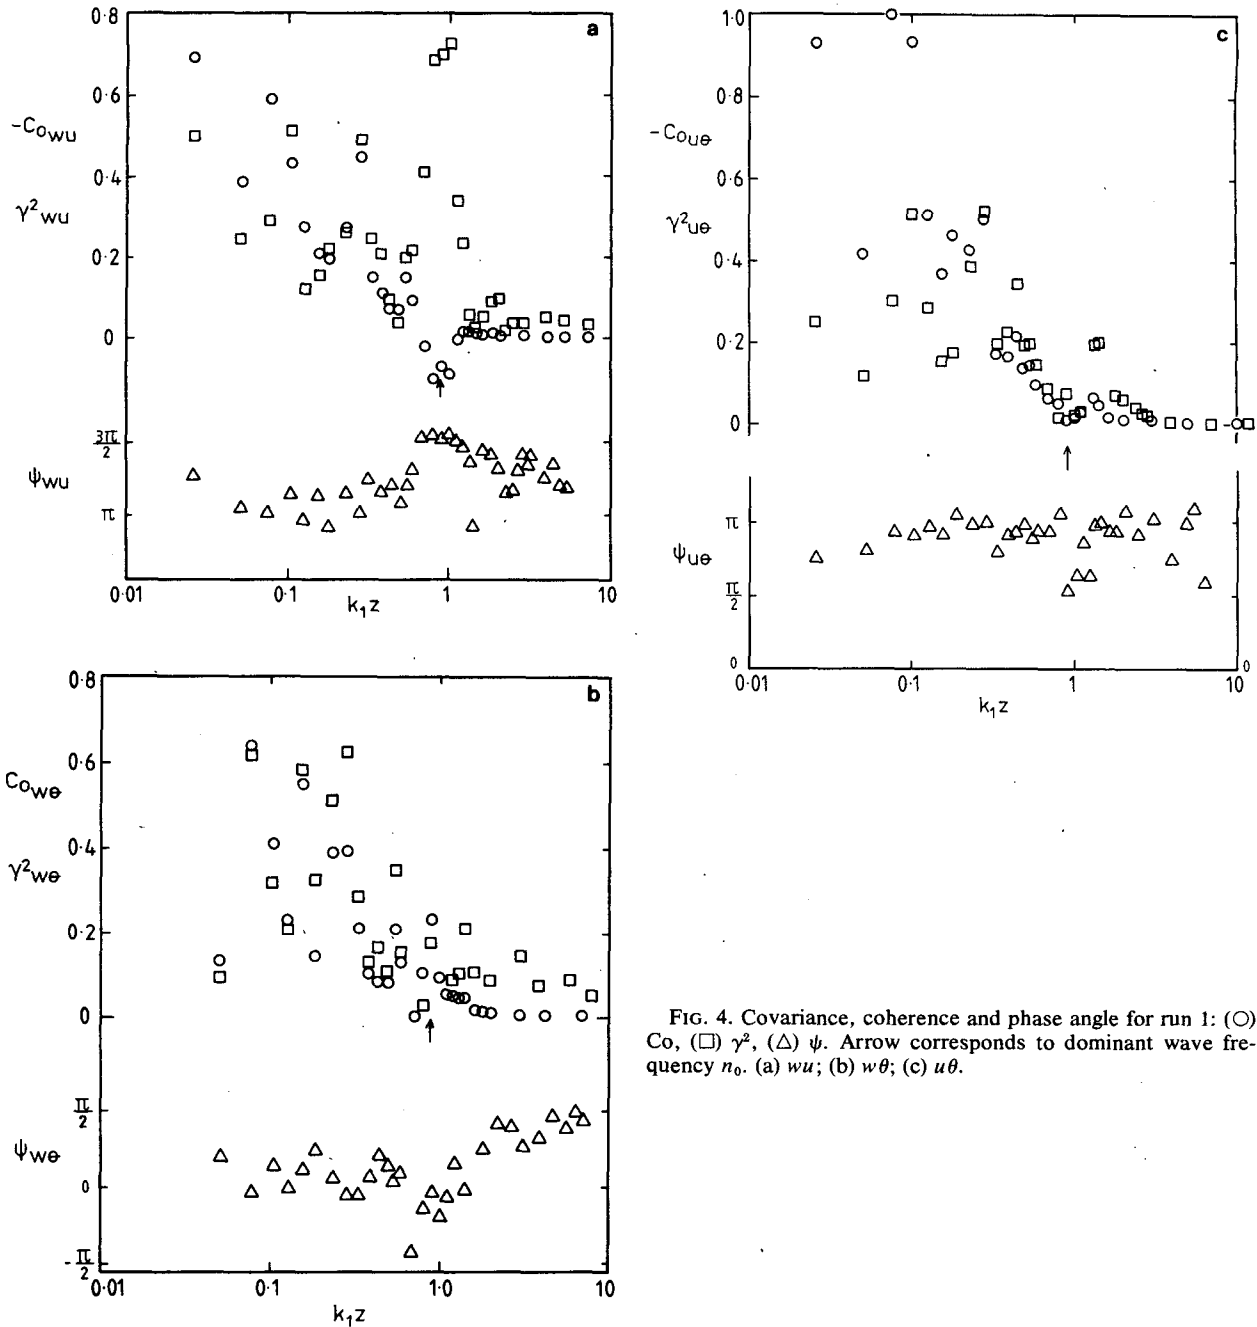 0·8
a
0·6
-Co_wu
0·4
γ²_wu
0·2
0
3π/2
ψ_wu
π
0·01 0·1 1 10
k₁z
1·0
c
0·8
-Co_uθ
0·6
γ²_uθ
0·4
0·2
0
π
ψ_uθ
π/2
0 0
0·01 0·1 1 10
k₁z
0·8
b
0·6
Co_wθ
0·4
γ²_wθ
0·2
0
π/2
ψ_wθ
0
-π/2
0·01 0·1 1·0 10
k₁z
FIG. 4. Covariance, coherence and phase angle for run 1: (○)
Co, (□) γ², (△) ψ. Arrow corresponds to dominant wave fre-
quency n₀. (a) wu; (b) wθ; (c) uθ.